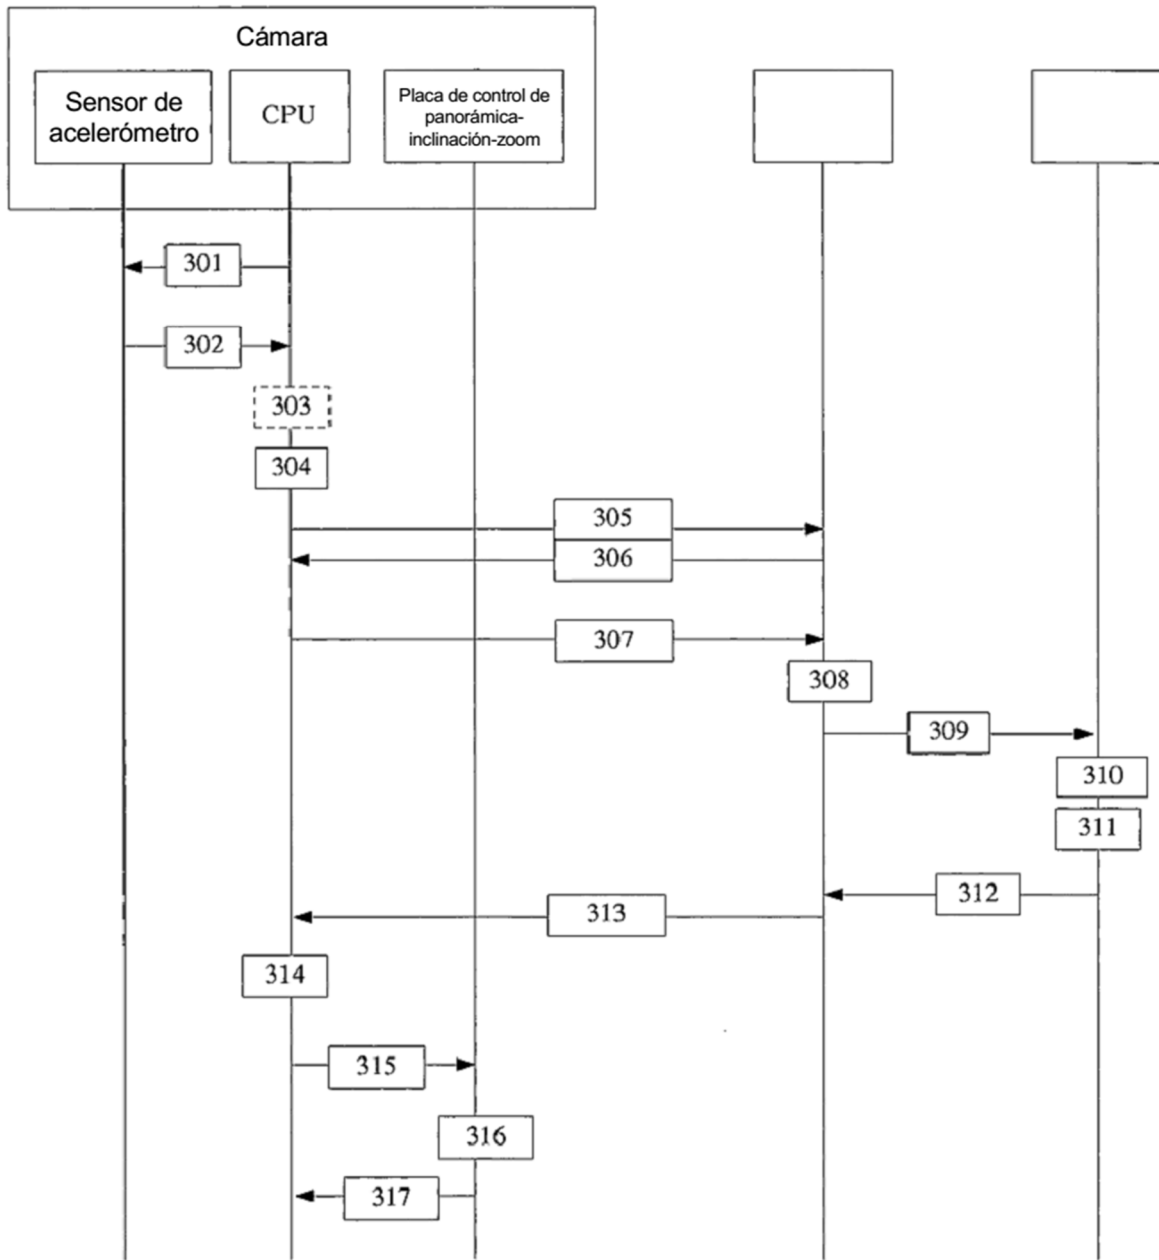 Cámara
Sensor de
acelerómetro
CPU
Placa de control de
panorámica-
inclinación-zoom
301
302
303
304
305
306
307
308
309
310
311
312
313
314
315
316
317